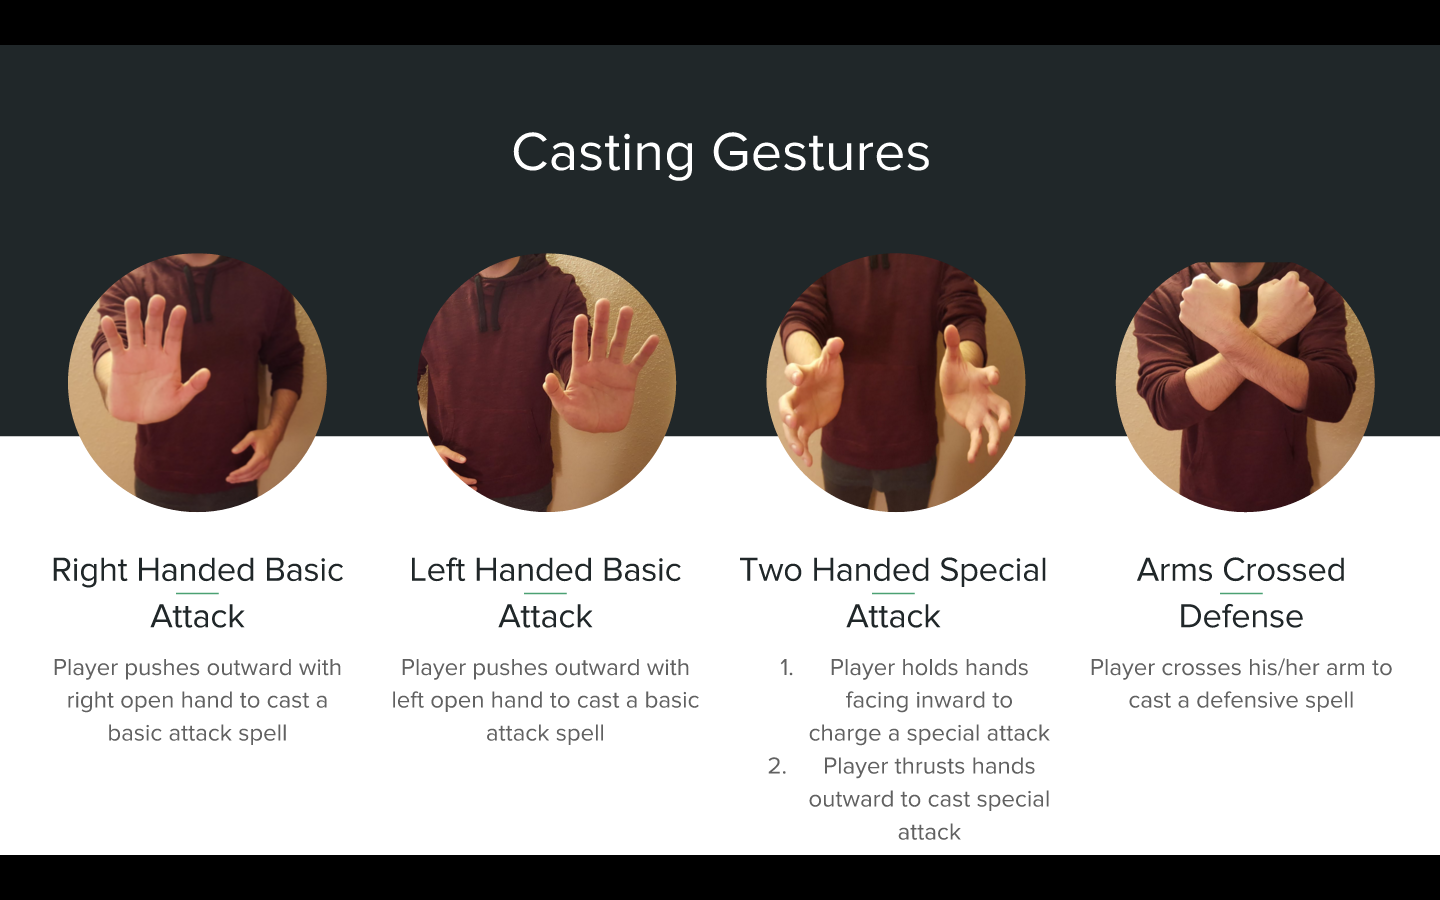 Casting Gestures
Right Handed Basic
Attack
Player pushes outward with
right open hand to cast a
basic attack spell
Left Handed Basic
Attack
Player pushes outward with
left open hand to cast a basic
attack spell
Two Handed Special
Attack
1. Player holds hands
facing inward to
charge a special attack
2. Player thrusts hands
outward to cast special
attack
Arms Crossed
Defense
Player crosses his/her arm to
cast a defensive spell